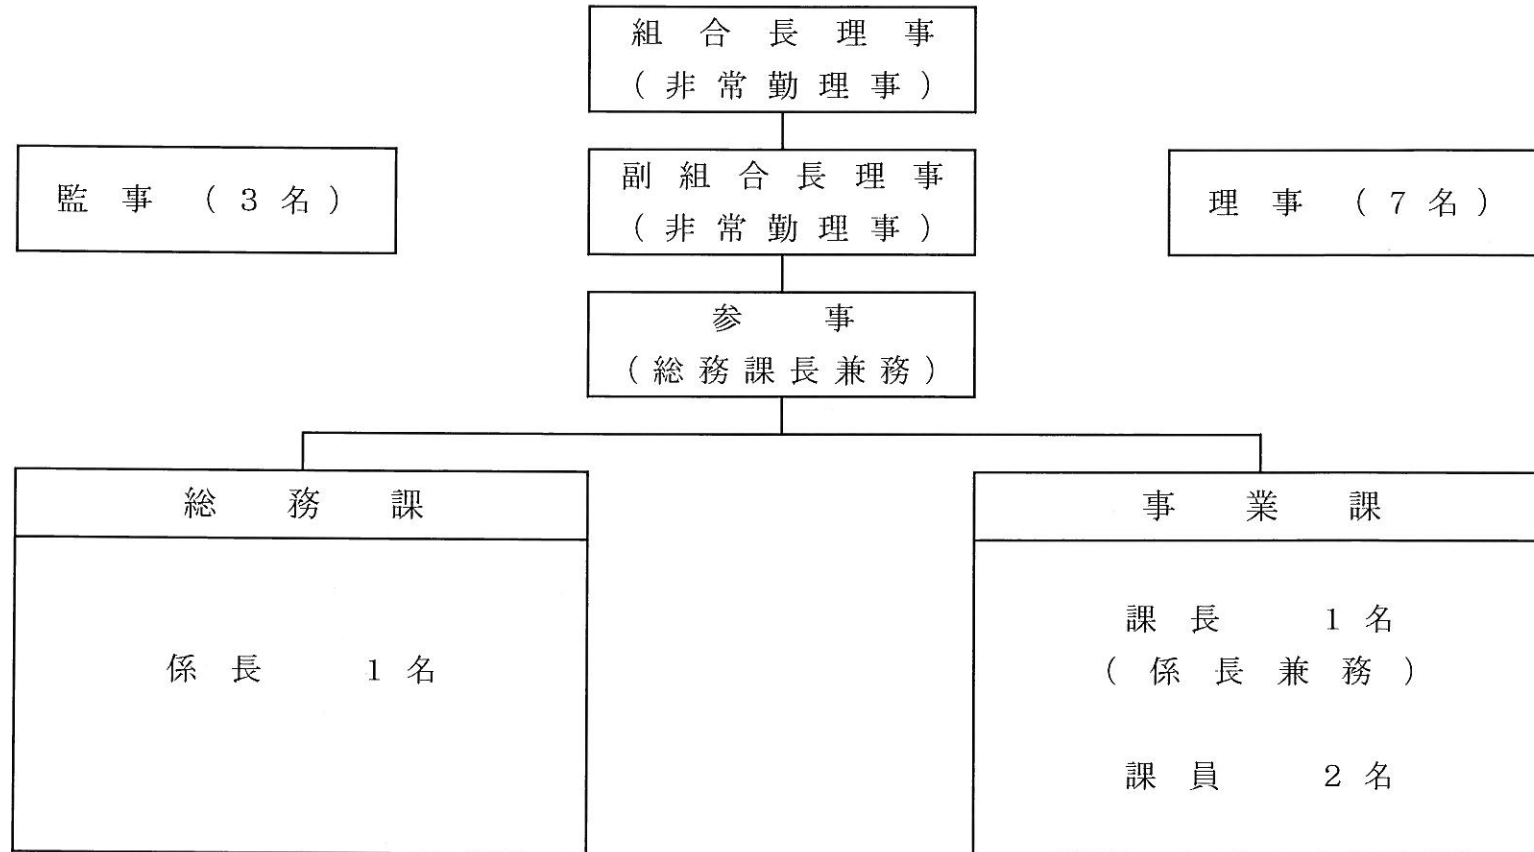 組合長理事
(非常勤理事)
監事 (3名)
副組合長理事
(非常勤理事)
理事 (7名)
参事
(総務課長兼務)
総務課
係長 1名
事業課
課長 1名
(係長兼務)
課員 2名